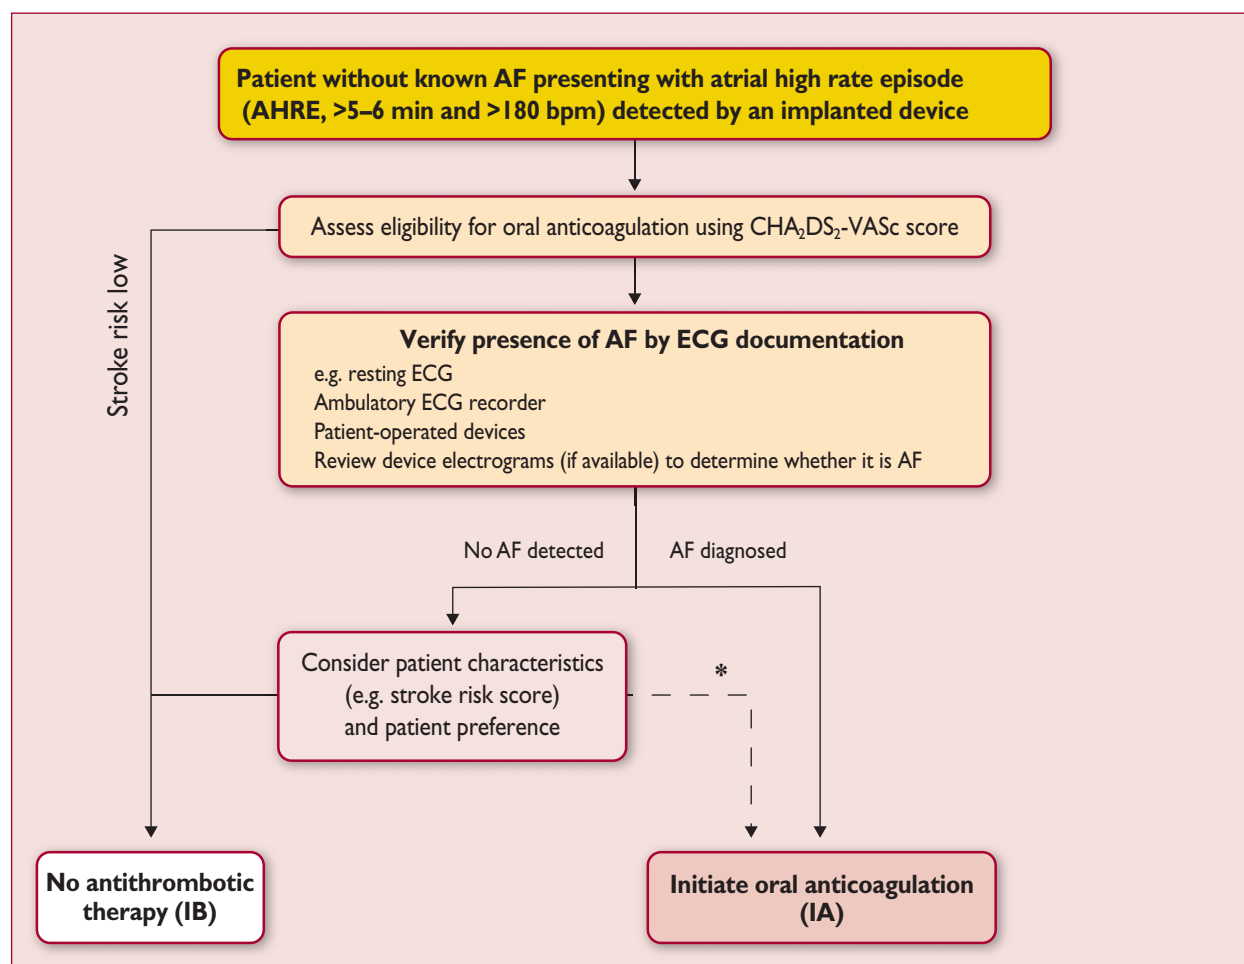 Patient without known AF presenting with atrial high rate episode
(AHRE, >5–6 min and >180 bpm) detected by an implanted device
Assess eligibility for oral anticoagulation using CHA₂DS₂-VASc score
Stroke risk low
Verify presence of AF by ECG documentation
e.g. resting ECG
Ambulatory ECG recorder
Patient-operated devices
Review device electrograms (if available) to determine whether it is AF
No AF detected
AF diagnosed
Consider patient characteristics
(e.g. stroke risk score)
and patient preference
*
No antithrombotic
therapy (IB)
Initiate oral anticoagulation
(IA)